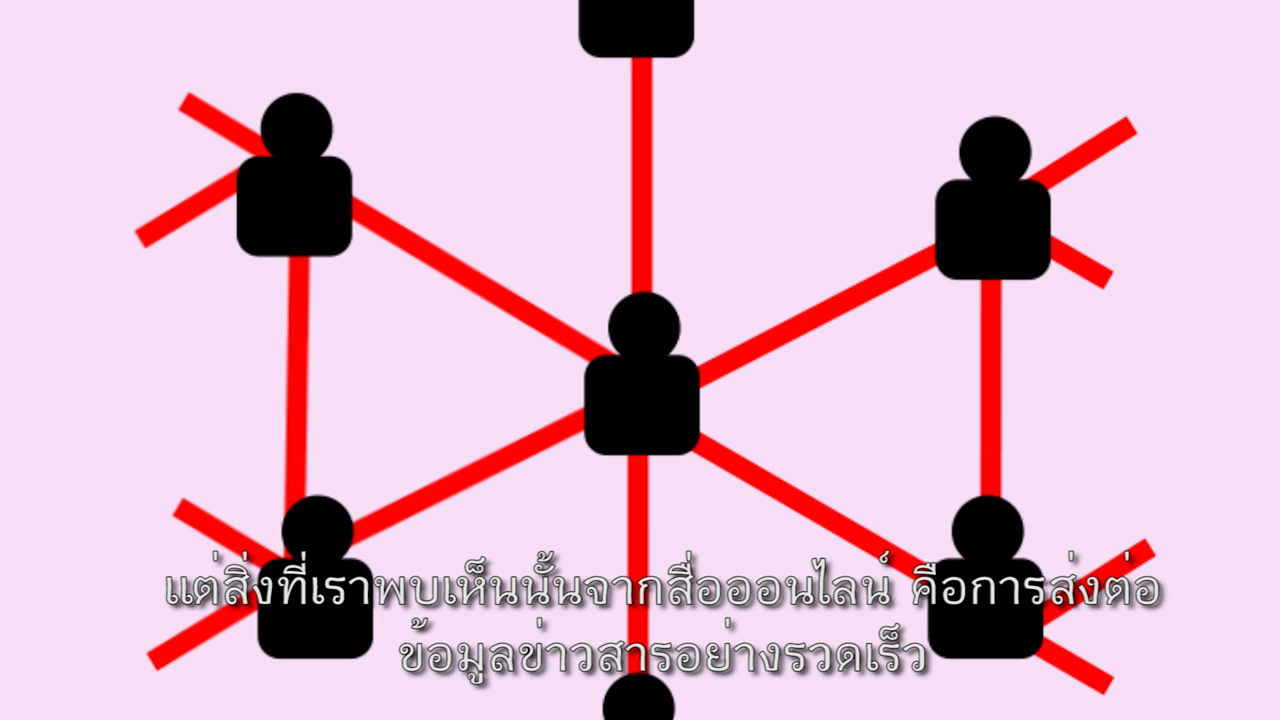 แต่สิ่งที่เราพบเห็นนั้นจากสื่อออนไลน์ คือการส่งต่อ
ข้อมูลข่าวสารอย่างรวดเร็ว